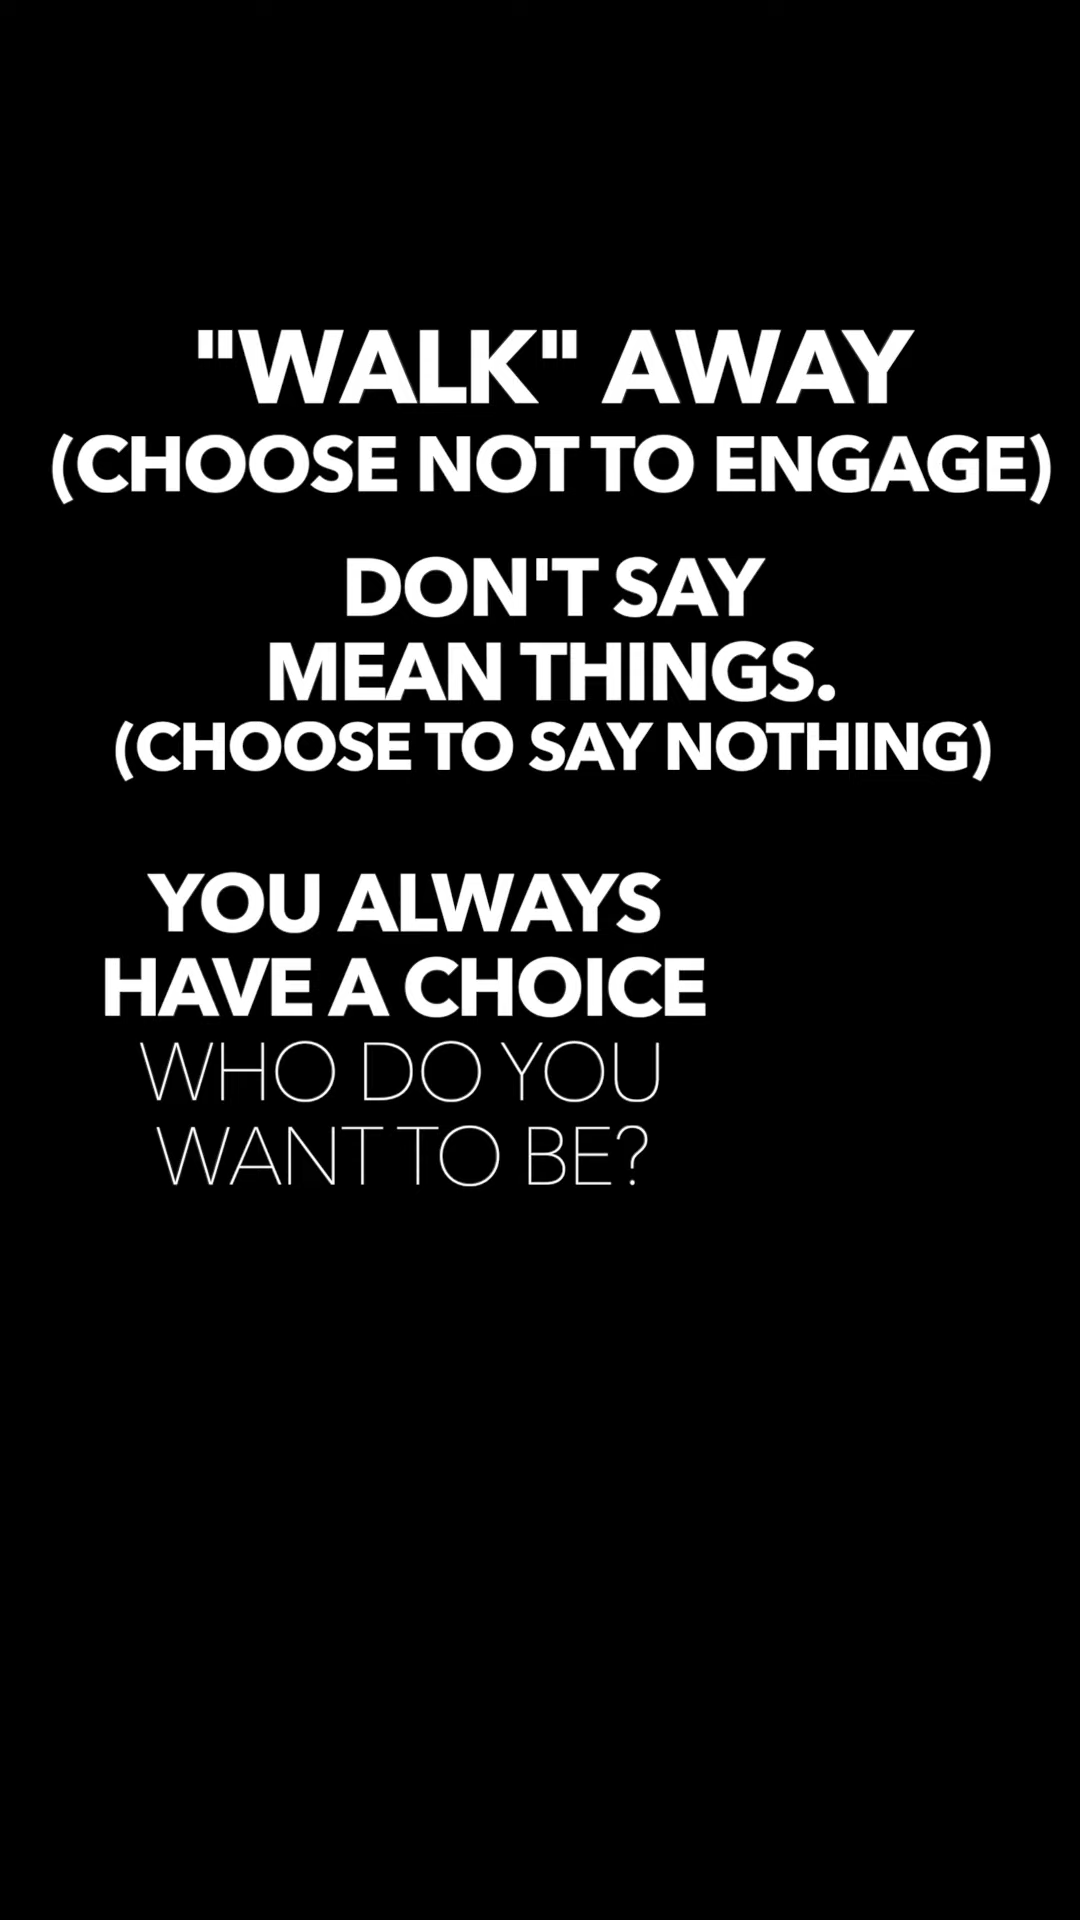 "WALK" AWAY
(CHOOSE NOT TO ENGAGE)
DON'T SAY
MEAN THINGS.
(CHOOSE TO SAY NOTHING)
YOU ALWAYS
HAVE A CHOICE
WHO DO YOU
WANT TO BE?